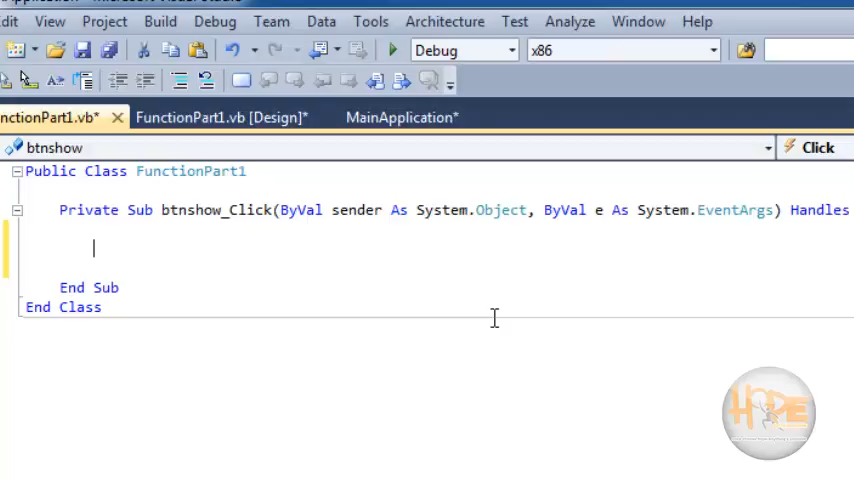 Edit View Project Build Debug Team Data Tools Architecture Test Analyze Window Help
Debug x86
nctionPart1.vb* FunctionPart1.vb [Design]* MainApplication*
btnshow Click
Public Class FunctionPart1
Private Sub btnshow_Click(ByVal sender As System.Object, ByVal e As System.EventArgs) Handles
End Sub
End Class
HOPE